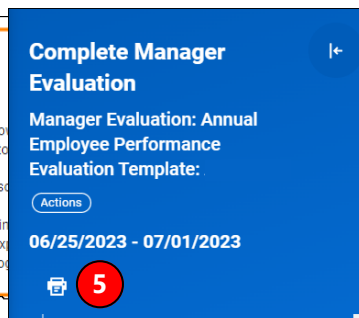 Complete Manager
Evaluation
Manager Evaluation: Annual
Employee Performance
Evaluation Template:
Actions
06/25/2023 - 07/01/2023
5